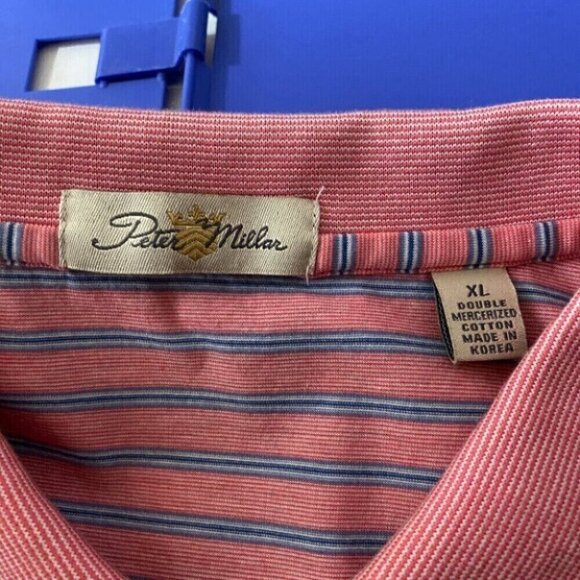 Peter Millar
XL
DOUBLE
MERCERIZED
COTTON
MADE IN
KOREA